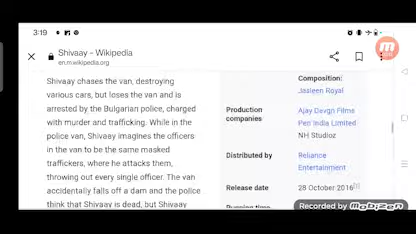 3:19
Shivaay – Wikipedia
en.m.wikipedia.org
Shivaay chases the van, destroying
various cars, but loses the van and is
arrested by the Bulgarian police, charged
with murder and trafficking. While in the
police van, Shivaay imagines the officers
in the van to be the same masked
traffickers, where he attacks them,
throwing out every single officer. The van
accidentally falls off a dam and the police
think that Shivaay is dead, but Shivaay
Composition:
Jasleen Royal
Production
companies
Ajay Devgn Films
Pen India Limited
NH Studioz
Distributed by
Reliance
Entertainment
Release date
28 October 2016[1]
Running time
Recorded by Mobizen